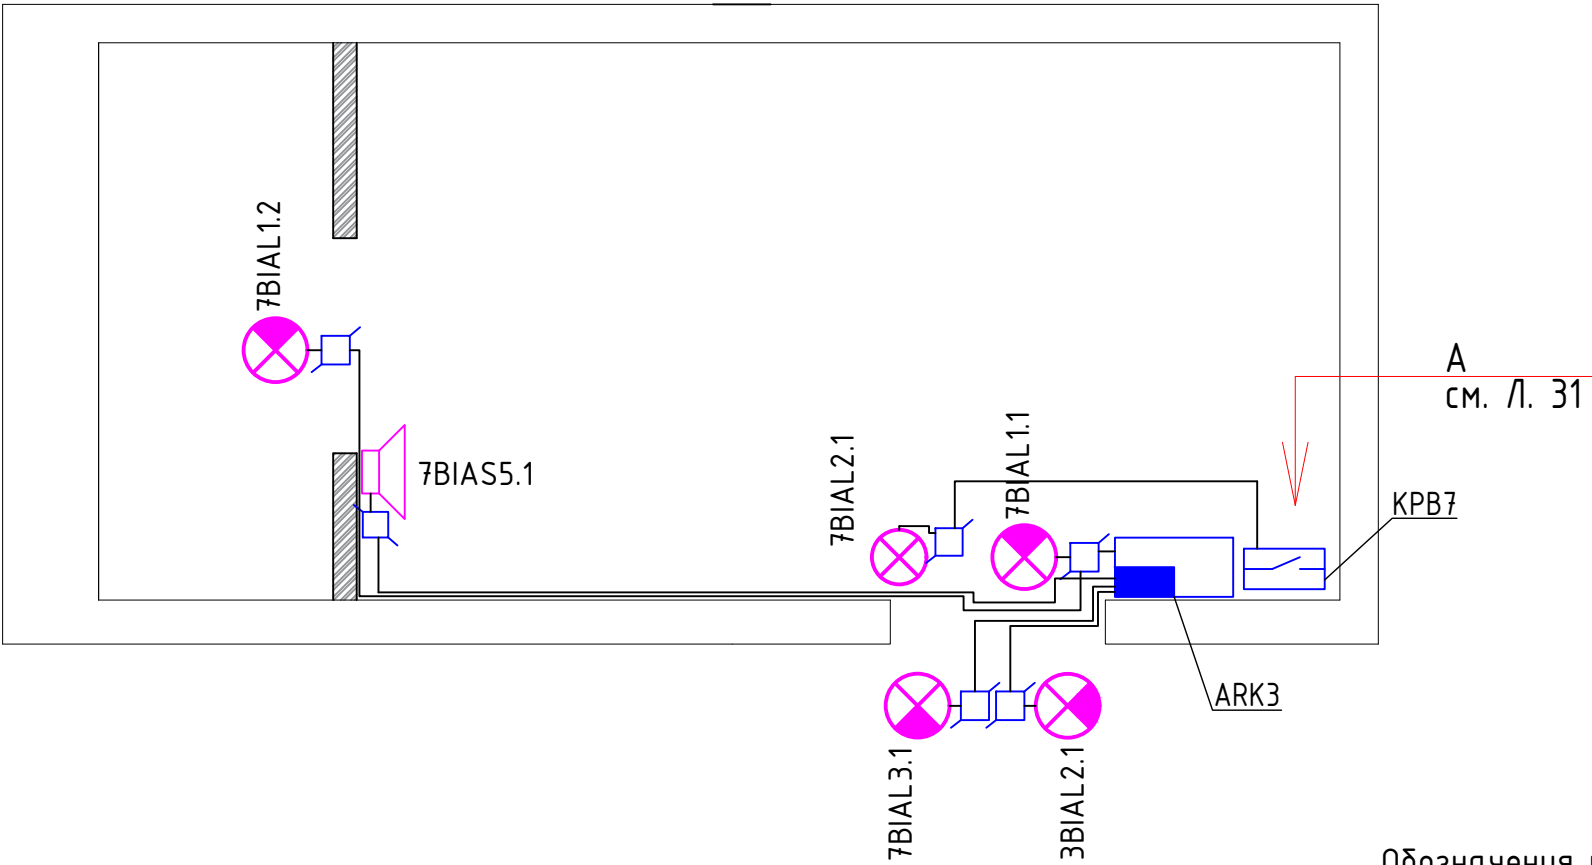 7BIAL1.2
7BIAS5.1
7BIAL2.1
7BIAL1.1
А
см. Л. 31
KPB7
ARK3
7BIAL3.1
3BIAL2.1